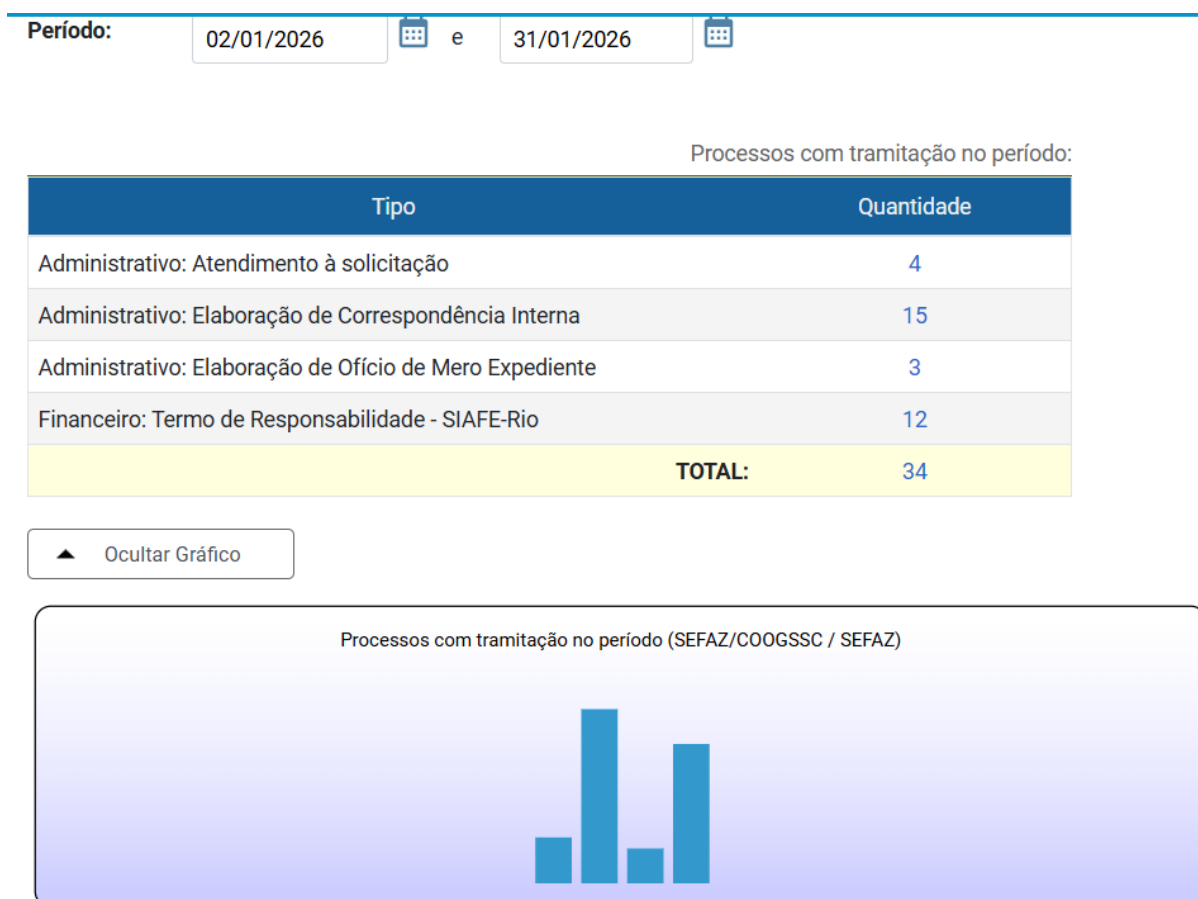 Período: 02/01/2026 e 31/01/2026
Processos com tramitação no período:
Tipo Quantidade
Administrativo: Atendimento à solicitação 4
Administrativo: Elaboração de Correspondência Interna 15
Administrativo: Elaboração de Ofício de Mero Expediente 3
Financeiro: Termo de Responsabilidade - SIAFE-Rio 12
TOTAL: 34
Ocultar Gráfico
Processos com tramitação no período (SEFAZ/COOGSSC / SEFAZ)